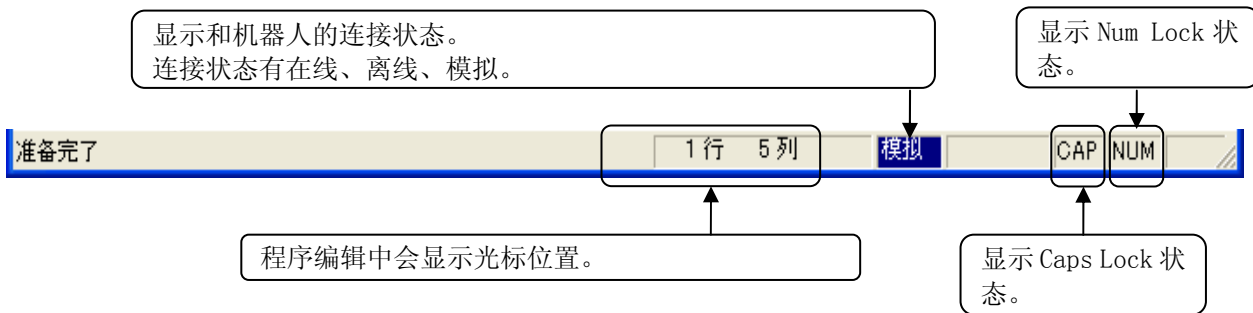 显示和机器人的连接状态。
连接状态有在线、离线、模拟。
显示 Num Lock 状
态。
准备完了 1行 5列 模拟 CAP NUM
程序编辑中会显示光标位置。
显示 Caps Lock 状
态。